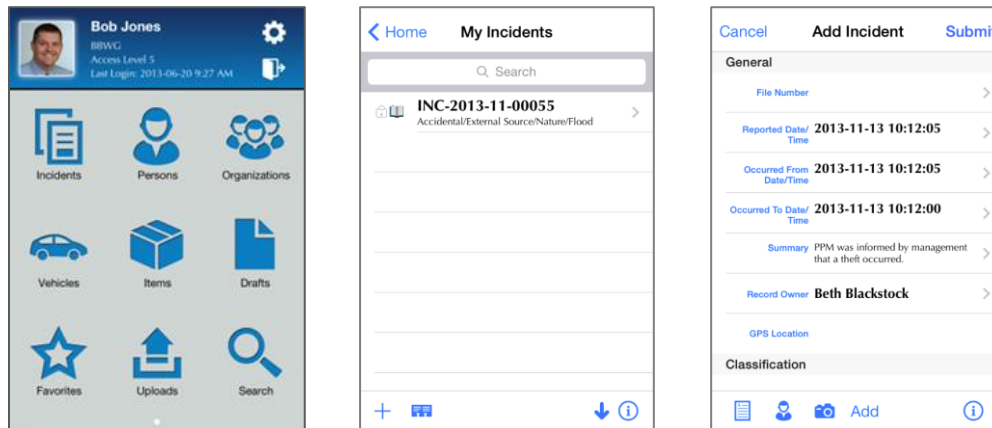 Bob Jones
BBWG
Access Level 5
Last Login: 2013-06-20 9:27 AM
Incidents
Persons
Organizations
Vehicles
Items
Drafts
Favorites
Uploads
Search
Home
My Incidents
Search
INC-2013-11-00055
Accidental/External Source/Nature/Flood
Cancel
Add Incident
Submi
General
File Number
Reported Date/
Time
2013-11-13 10:12:05
Occurred From
Date/Time
2013-11-13 10:12:05
Occurred To Date/
Time
2013-11-13 10:12:00
Summary
PPM was informed by management
that a theft occurred.
Record Owner
Beth Blackstock
GPS Location
Classification
Add